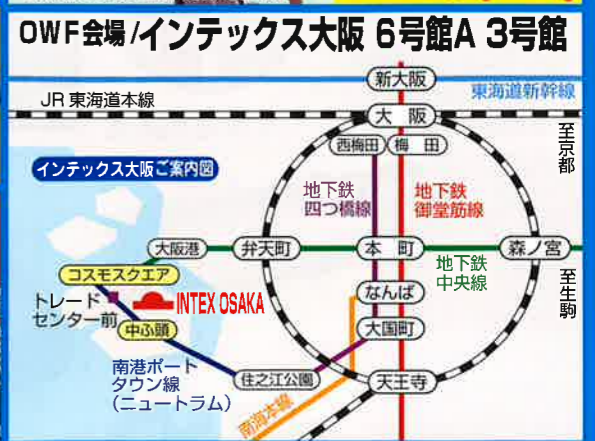 OWF会場/インテックス大阪 6号館A 3号館
新大阪
東海道新幹線
JR東海道本線
大阪
至京都
西梅田
梅田
インテックス大阪ご案内図
地下鉄
四つ橋線
地下鉄
御堂筋線
大阪港
弁天町
本町
森ノ宮
地下鉄
中央線
コスモスクエア
至生駒
トレード
センター前
INTEX OSAKA
なんば
中ふ頭
大国町
南港ポート
タウン線
(ニュートラム)
住之江公園
天王寺
南海本線